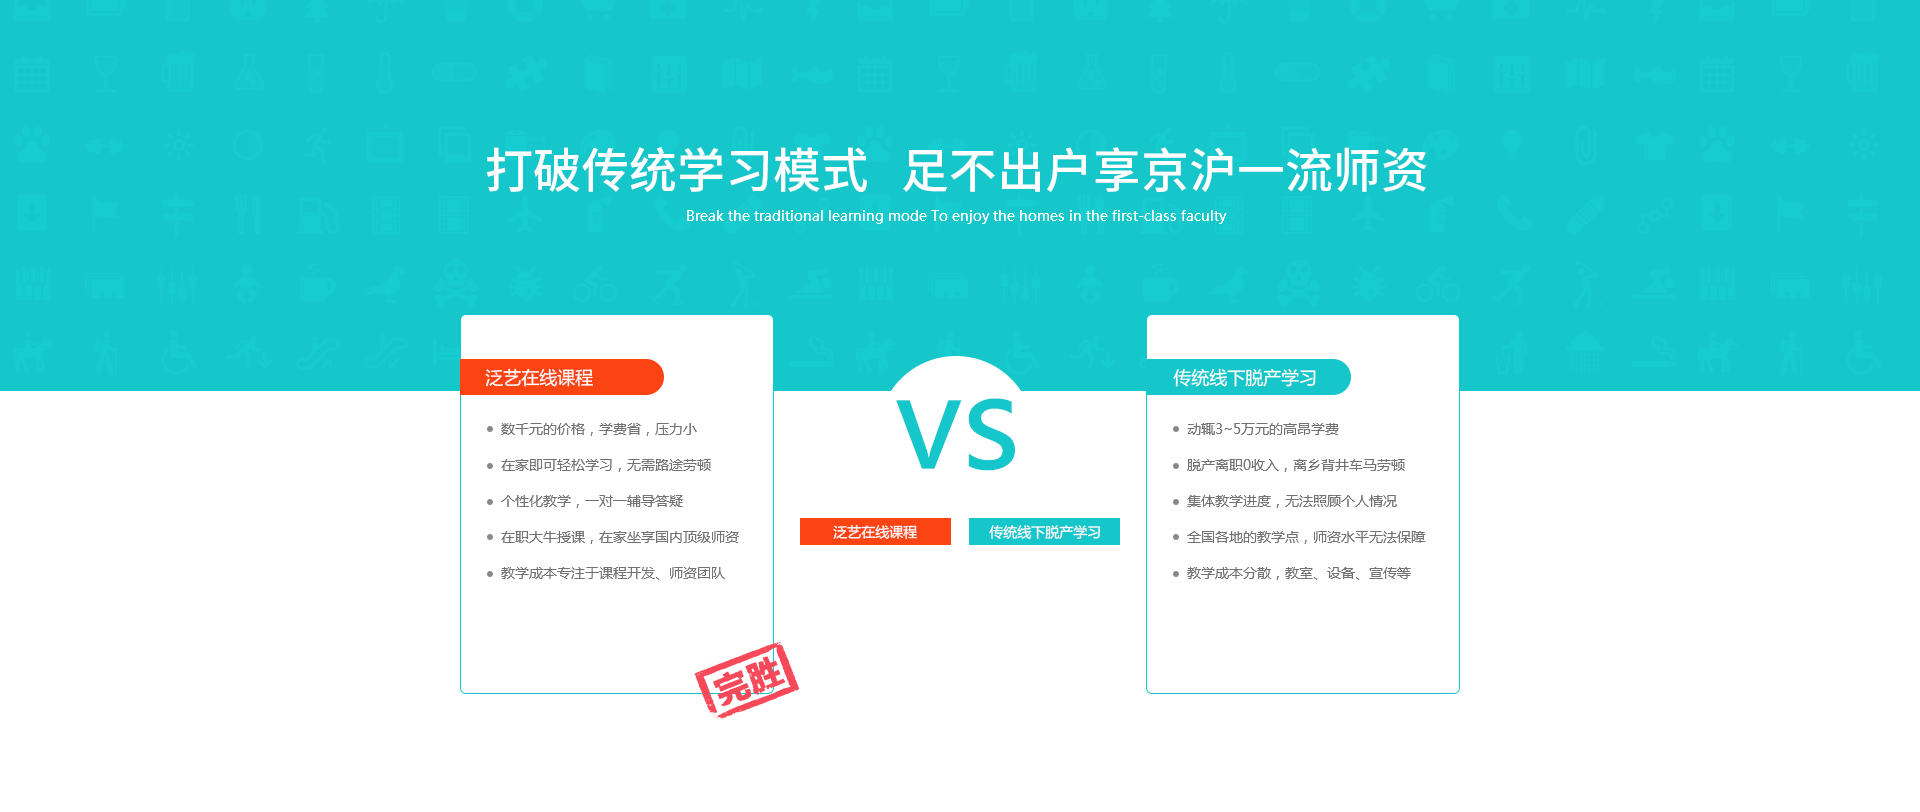 打破传统学习模式 足不出户享京沪一流师资
Break the traditional learning mode To enjoy the homes in the first-class faculty
泛艺在线课程
数千元的价格，学费省，压力小
在家即可轻松学习，无需路途劳顿
个性化教学，一对一辅导答疑
在职大牛授课，在家坐享国内顶级师资
教学成本专注于课程开发、师资团队
完胜
VS
泛艺在线课程
传统线下脱产学习
传统线下脱产学习
动辄3~5万元的高昂学费
脱产离职0收入，离乡背井车马劳顿
集体教学进度，无法照顾个人情况
全国各地的教学点，师资水平无法保障
教学成本分散，教室、设备、宣传等